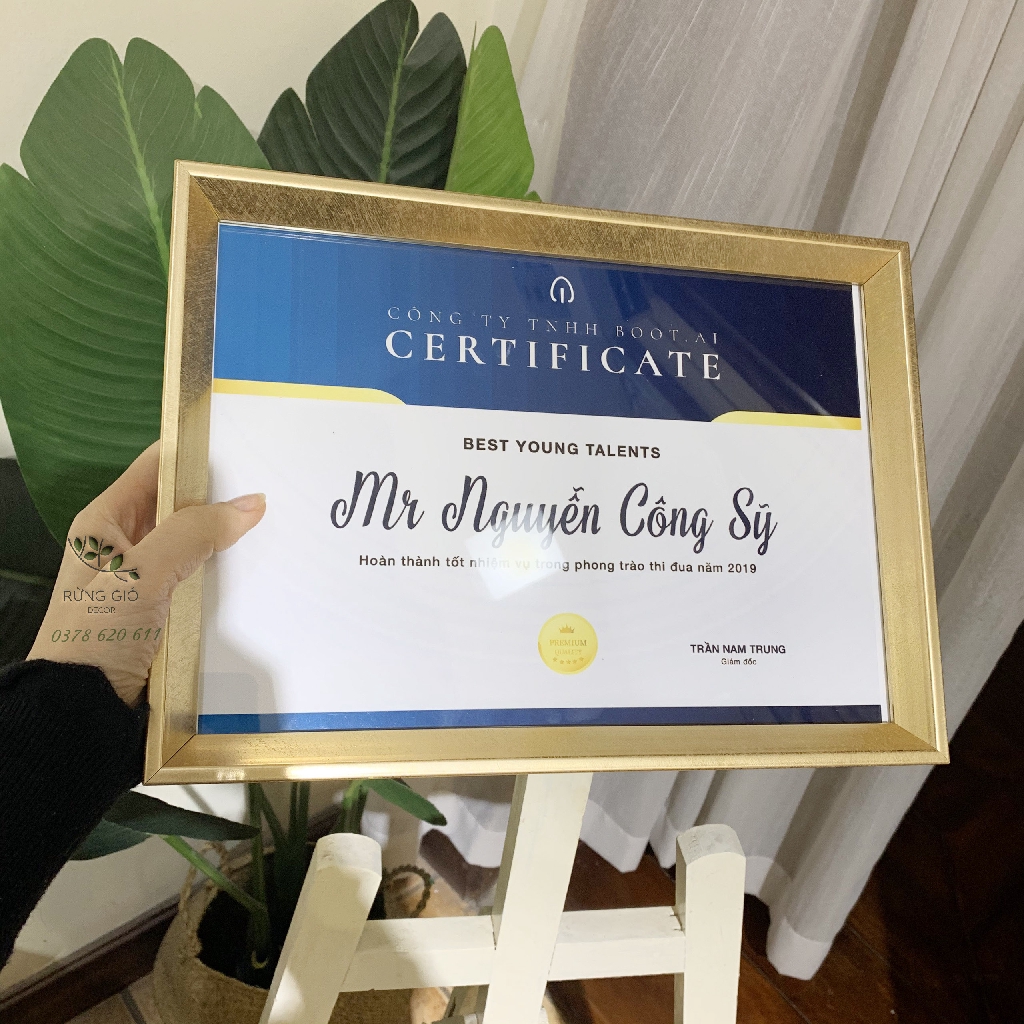 CÔNG TY TNHH BOOT.AI
CERTIFICATE
BEST YOUNG TALENTS
Mr Nguyễn Công Sỹ
Hoàn thành tốt nhiệm vụ trong phong trào thi đua năm 2019
PREMIUM
QUALITY
TRẦN NAM TRUNG
Giám đốc
RỪNG GIÓ
DECOR
0378 620 611